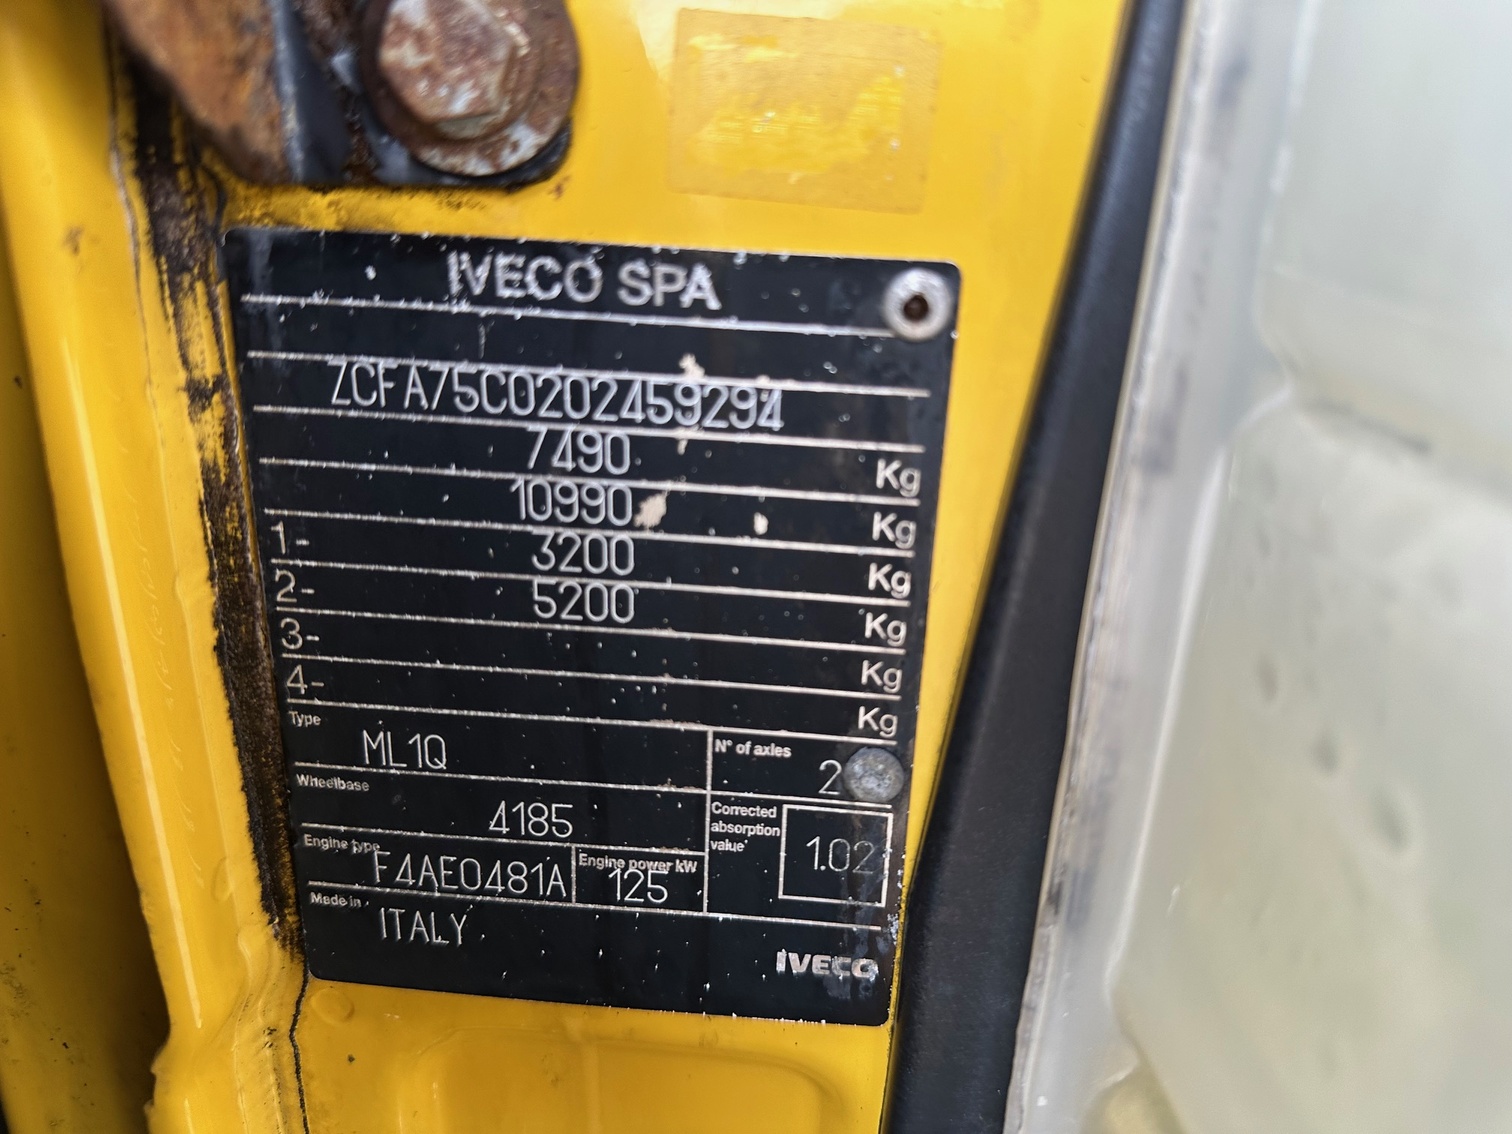 IVECO SPA
ZCFA75C0202459294
7490 Kg
10990 Kg
1- 3200 Kg
2- 5200 Kg
3- Kg
4- Kg
Type ML1Q
N° of axles 2
Wheelbase 4185
Corrected absorption value 1.02
Engine type F4AE0481A
Engine power kW 125
Made in ITALY
IVECO